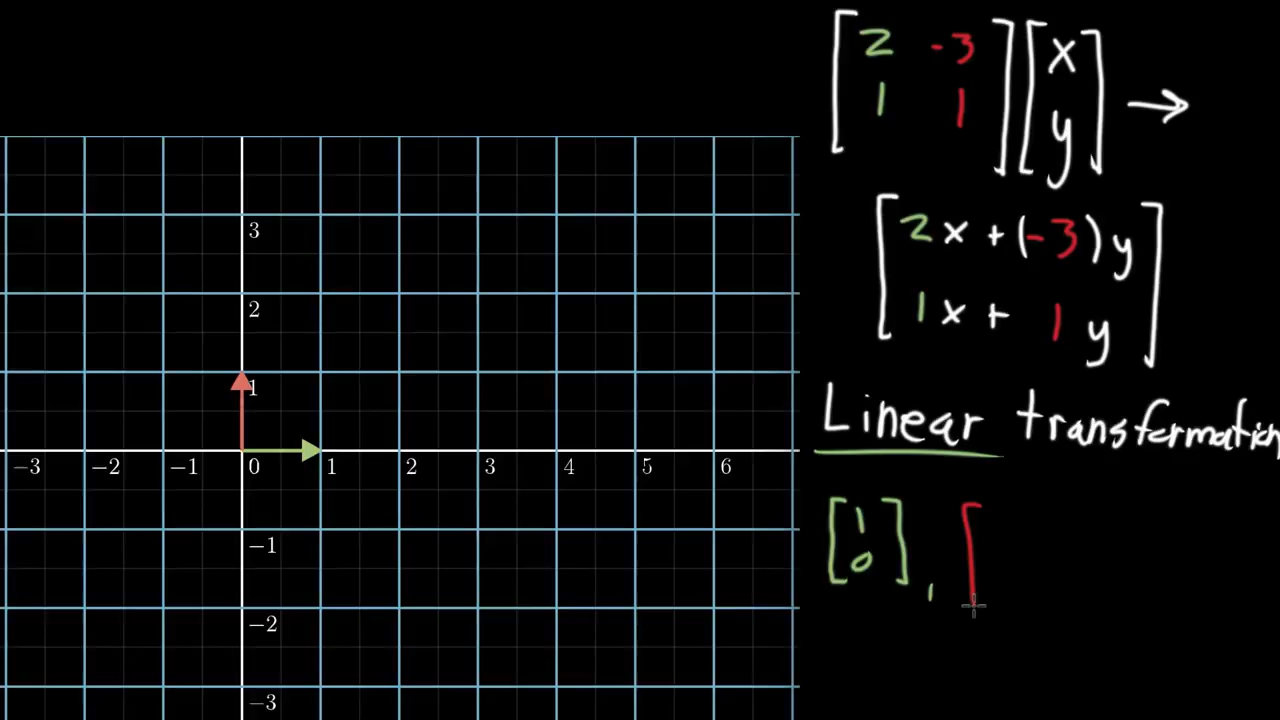 3
2
1
−3 −2 −1 0 1 2 3 4 5 6
−1
−2
−3
[2 -3] [x] →
[1 1] [y]
[2x + (-3)y]
[1x + 1y]
Linear transformation
[1
0] , [